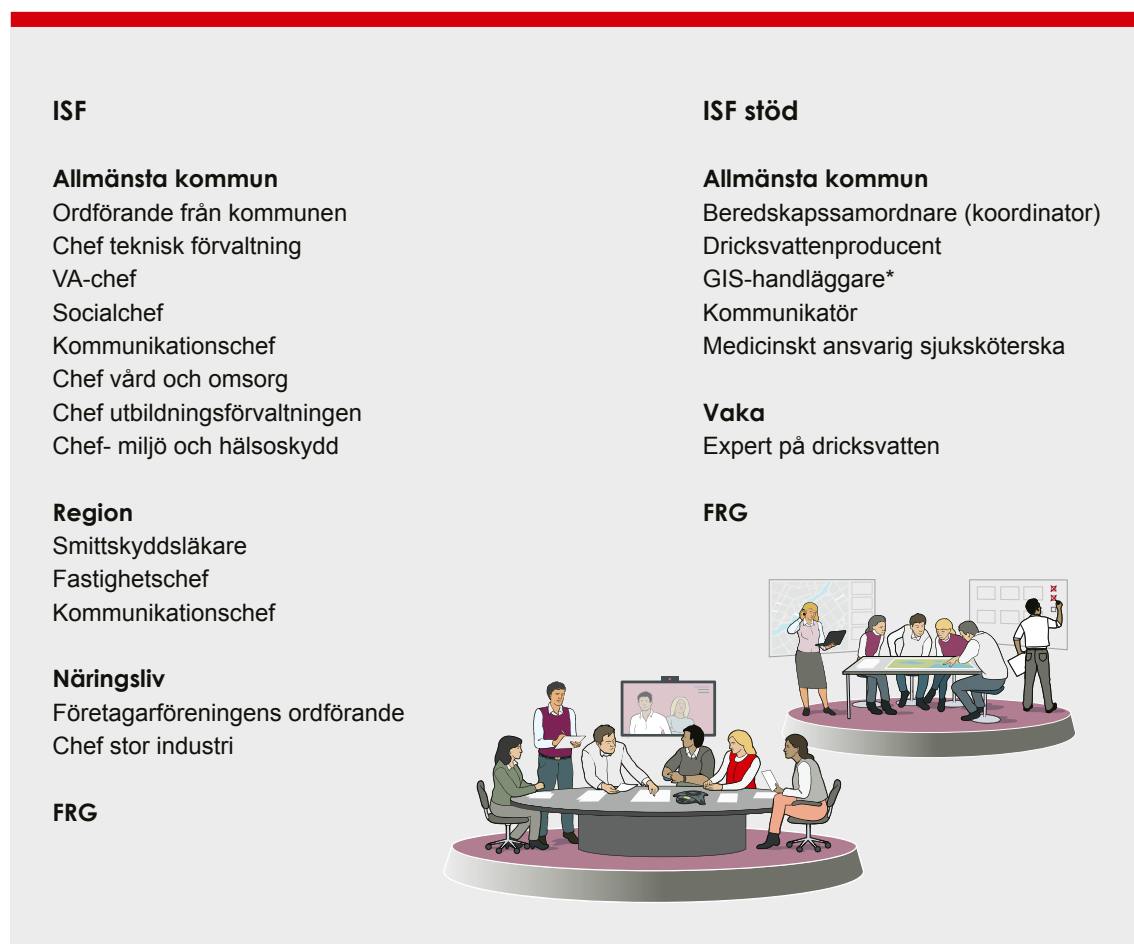 ISF
Allmänsta kommun
Ordförande från kommunen
Chef teknisk förvaltning
VA-chef
Socialchef
Kommunikationschef
Chef vård och omsorg
Chef utbildningsförvaltningen
Chef- miljö och hälsoskydd
Region
Smittskyddsläkare
Fastighetschef
Kommunikationschef
Näringsliv
Företagarföreningens ordförande
Chef stor industri
FRG
ISF stöd
Allmänsta kommun
Beredskapssamordnare (koordinator)
Dricksvattenproducent
GIS-handläggare*
Kommunikatör
Medicinskt ansvarig sjuksköterska
Vaka
Expert på dricksvatten
FRG